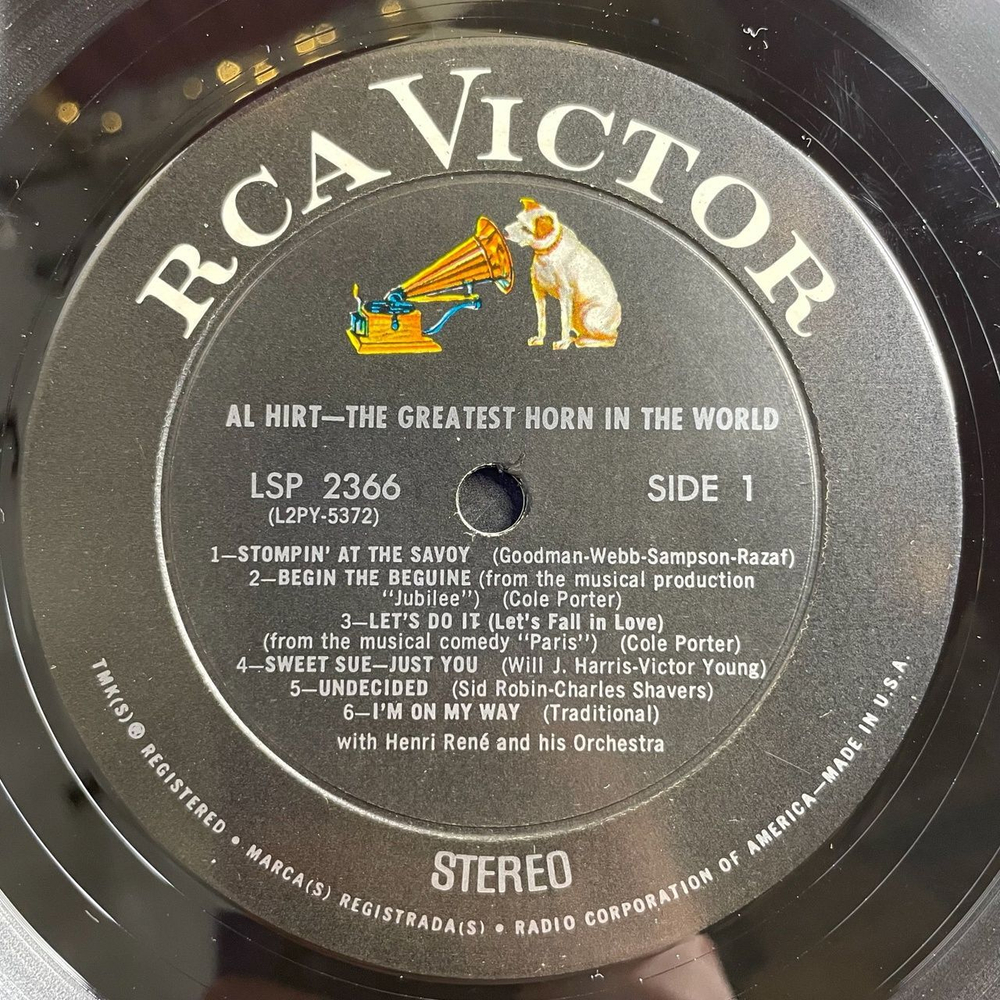 RCA VICTOR
AL HIRT—THE GREATEST HORN IN THE WORLD
LSP 2366
(L2PY-5372)
SIDE 1
1—STOMPIN' AT THE SAVOY (Goodman-Webb-Sampson-Razaf)
2—BEGIN THE BEGUINE (from the musical production
"Jubilee") (Cole Porter)
3—LET'S DO IT (Let's Fall in Love)
(from the musical comedy "Paris") (Cole Porter)
4—SWEET SUE—JUST YOU (Will J. Harris-Victor Young)
5—UNDECIDED (Sid Robin-Charles Shavers)
6—I'M ON MY WAY (Traditional)
with Henri René and his Orchestra
STEREO
TMK(S) ® REGISTERED • MARCA(S) REGISTRADA(S) • RADIO CORPORATION OF AMERICA—MADE IN U.S.A.